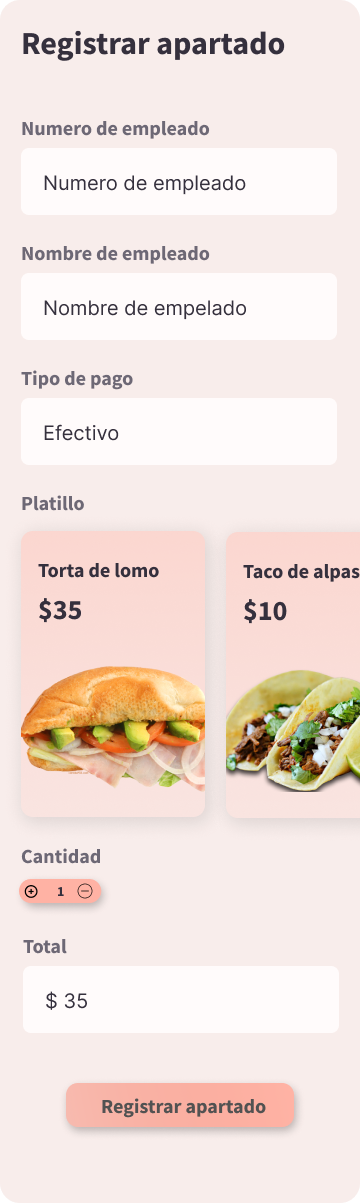 Registrar apartado
Numero de empleado
Numero de empleado
Nombre de empleado
Nombre de empelado
Tipo de pago
Efectivo
Platillo
Torta de lomo
$35
Taco de alpas
$10
Cantidad
1
Total
$ 35
Registrar apartado